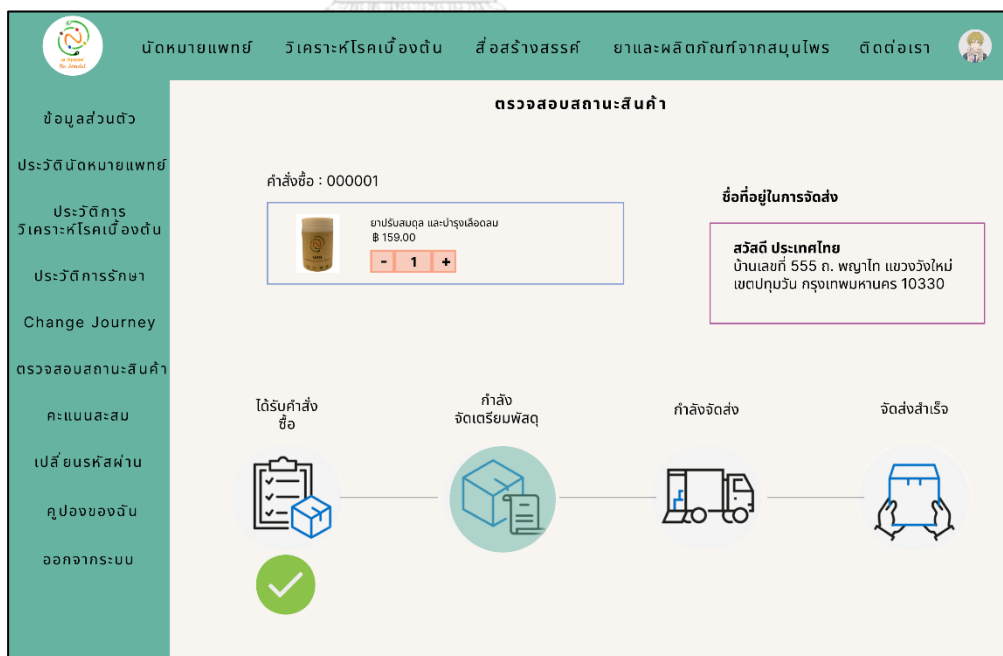 นัดหมายแพทย์ วิเคราะห์โรคเบื้องต้น สื่อสร้างสรรค์ ยาและผลิตภัณฑ์จากสมุนไพร ติดต่อเรา
ตรวจสอบสถานะสินค้า
ข้อมูลส่วนตัว
ประวัตินัดหมายแพทย์
ประวัติการ
วิเคราะห์โรคเบื้องต้น
ประวัติการรักษา
Change Journey
ตรวจสอบสถานะสินค้า
คะแนนสะสม
เปลี่ยนรหัสผ่าน
คูปองของฉัน
ออกจากระบบ
คำสั่งซื้อ : 000001
ยาปรับสมดุล และบำรุงเลือดลม
฿ 159.00
- 1 +
ชื่อที่อยู่ในการจัดส่ง
สวัสดี ประเทศไทย
บ้านเลขที่ 555 ถ. พญาไท แขวงวังใหม่
เขตปทุมวัน กรุงเทพมหานคร 10330
ได้รับคำสั่ง
ซื้อ
กำลัง
จัดเตรียมพัสดุ
กำลังจัดส่ง
จัดส่งสำเร็จ